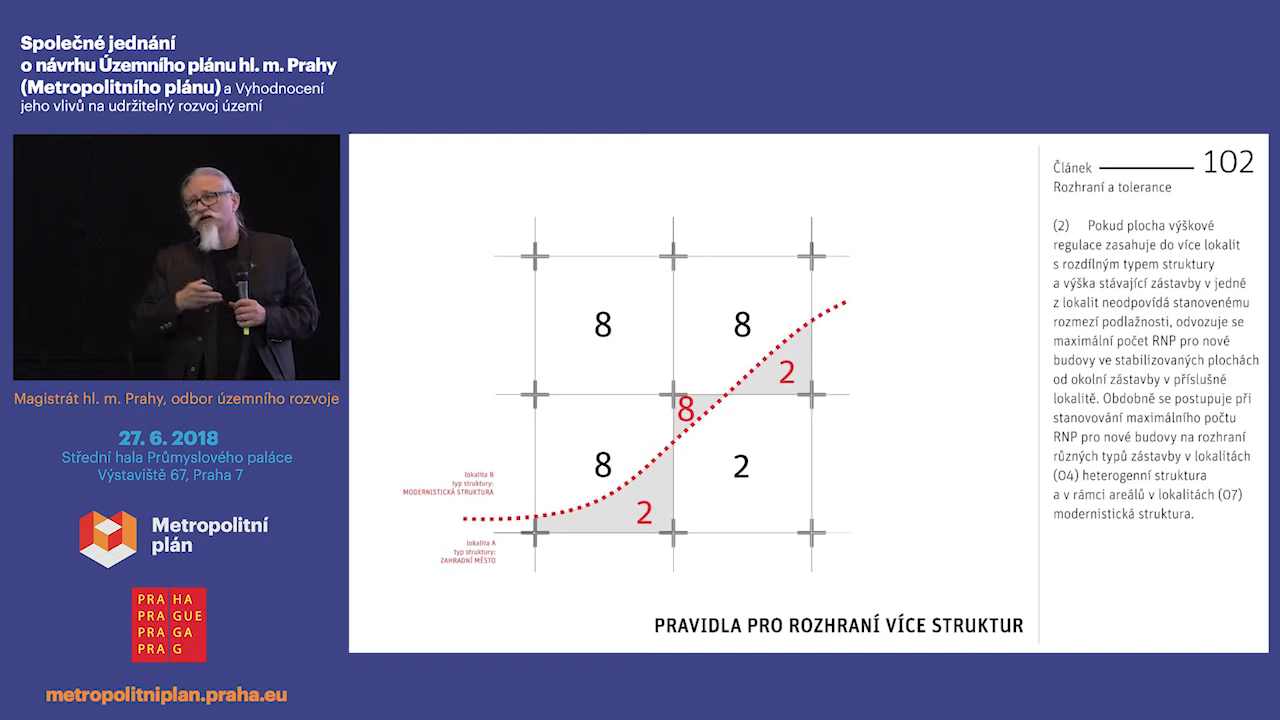 Společné jednání
o návrhu Územního plánu hl. m. Prahy
(Metropolitního plánu) a Vyhodnocení
jeho vlivů na udržitelný rozvoj území
Magistrát hl. m. Prahy, odbor územního rozvoje
27. 6. 2018
Střední hala Průmyslového paláce
Výstaviště 67, Praha 7
Metropolitní
plán
PRA HA
PRA GUE
PRA GA
PRA G
metropolitniplan.praha.eu
8 8
2
8
8 2
2
lokalita B
typ struktury:
MODERNISTICKÁ STRUKTURA
lokalita A
typ struktury:
ZAHRADNÍ MĚSTO
PRAVIDLA PRO ROZHRANÍ VÍCE STRUKTUR
Článek 102
Rozhraní a tolerance
(2) Pokud plocha výškové
regulace zasahuje do více lokalit
s rozdílným typem struktury
a výška stávající zástavby v jedné
z lokalit neodpovídá stanovenému
rozmezí podlažnosti, odvozuje se
maximální počet RNP pro nové
budovy ve stabilizovaných plochách
od okolní zástavby v příslušné
lokalitě. Obdobně se postupuje při
stanovování maximálního počtu
RNP pro nové budovy na rozhraní
různých typů zástavby v lokalitách
(04) heterogenní struktura
a v rámci areálů v lokalitách (07)
modernistická struktura.